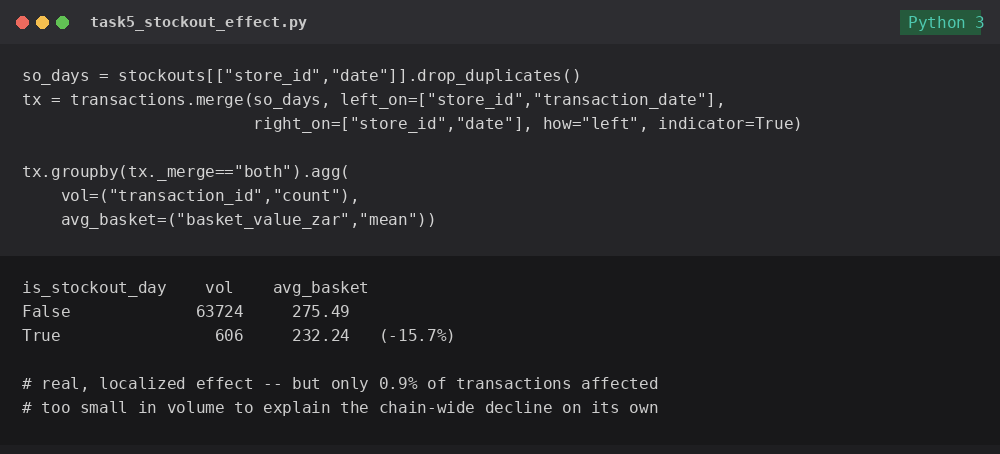 task5_stockout_effect.py
Python 3
so_days = stockouts[["store_id","date"]].drop_duplicates()
tx = transactions.merge(so_days, left_on=["store_id","transaction_date"],
                        right_on=["store_id","date"], how="left", indicator=True)
tx.groupby(tx._merge=="both").agg(
    vol=("transaction_id","count"),
    avg_basket=("basket_value_zar","mean"))
is_stockout_day    vol    avg_basket
False             63724     275.49
True                606     232.24   (-15.7%)
# real, localized effect -- but only 0.9% of transactions affected
# too small in volume to explain the chain-wide decline on its own